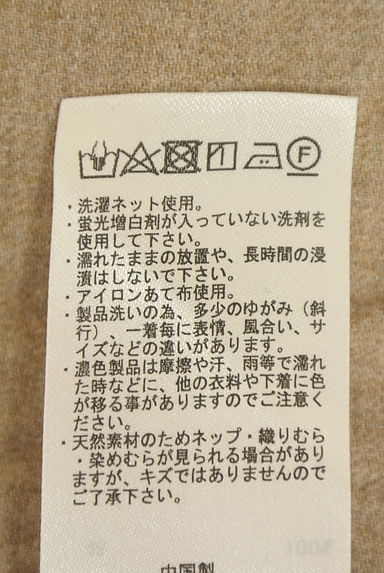 F
・洗濯ネット使用。
・蛍光増白剤が入っていない洗剤を
使用して下さい。
・濡れたままの放置や、長時間の浸
漬はしないで下さい。
・アイロンあて布使用。
・製品洗いの為、多少のゆがみ（斜
行）、一着毎に表情、風合い、サ
イズなどの違いがあります。
・濃色製品は摩擦や汗、雨等で濡れ
た時などに、他の衣料や下着に色
が移る事がありますのでご注意く
ださい。
・天然素材のためネップ・織りむら
・染めむらが見られる場合があり
ますが、キズではありませんので
ご了承下さい。
中国製